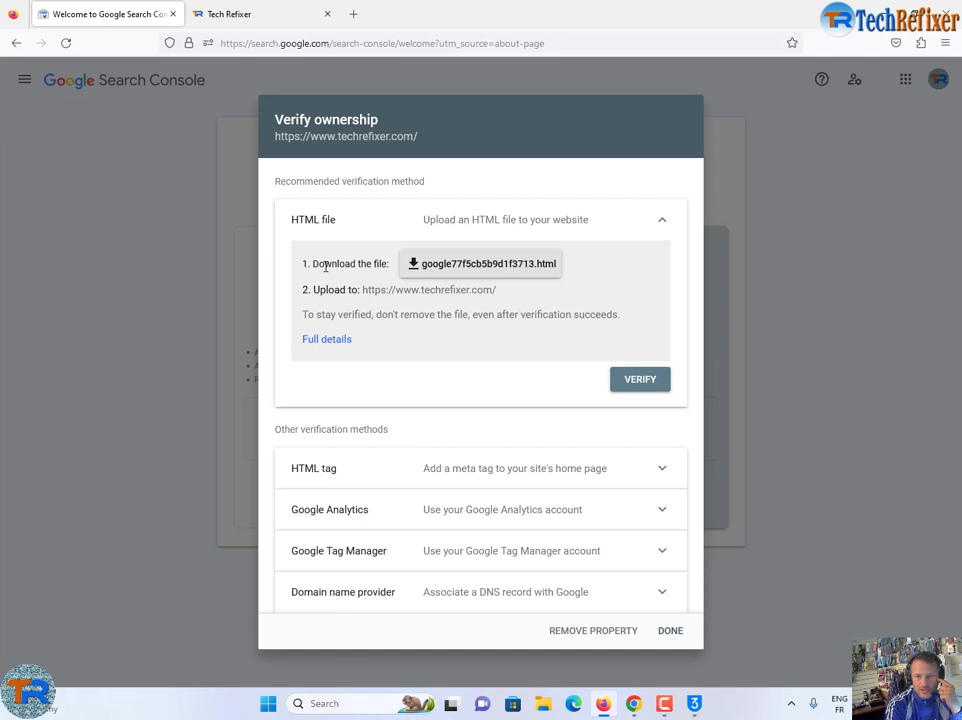 Welcome to Google Search Con
Tech Refixer
TechRefixer
https://search.google.com/search-console/welcome?utm_source=about-page
Google Search Console
Verify ownership
https://www.techrefixer.com/
Recommended verification method
HTML file Upload an HTML file to your website
1. Download the file: google77f5cb5b9d1f3713.html
2. Upload to: https://www.techrefixer.com/
To stay verified, don't remove the file, even after verification succeeds.
Full details
VERIFY
Other verification methods
HTML tag Add a meta tag to your site's home page
Google Analytics Use your Google Analytics account
Google Tag Manager Use your Google Tag Manager account
Domain name provider Associate a DNS record with Google
REMOVE PROPERTY DONE
Search
ENG
FR